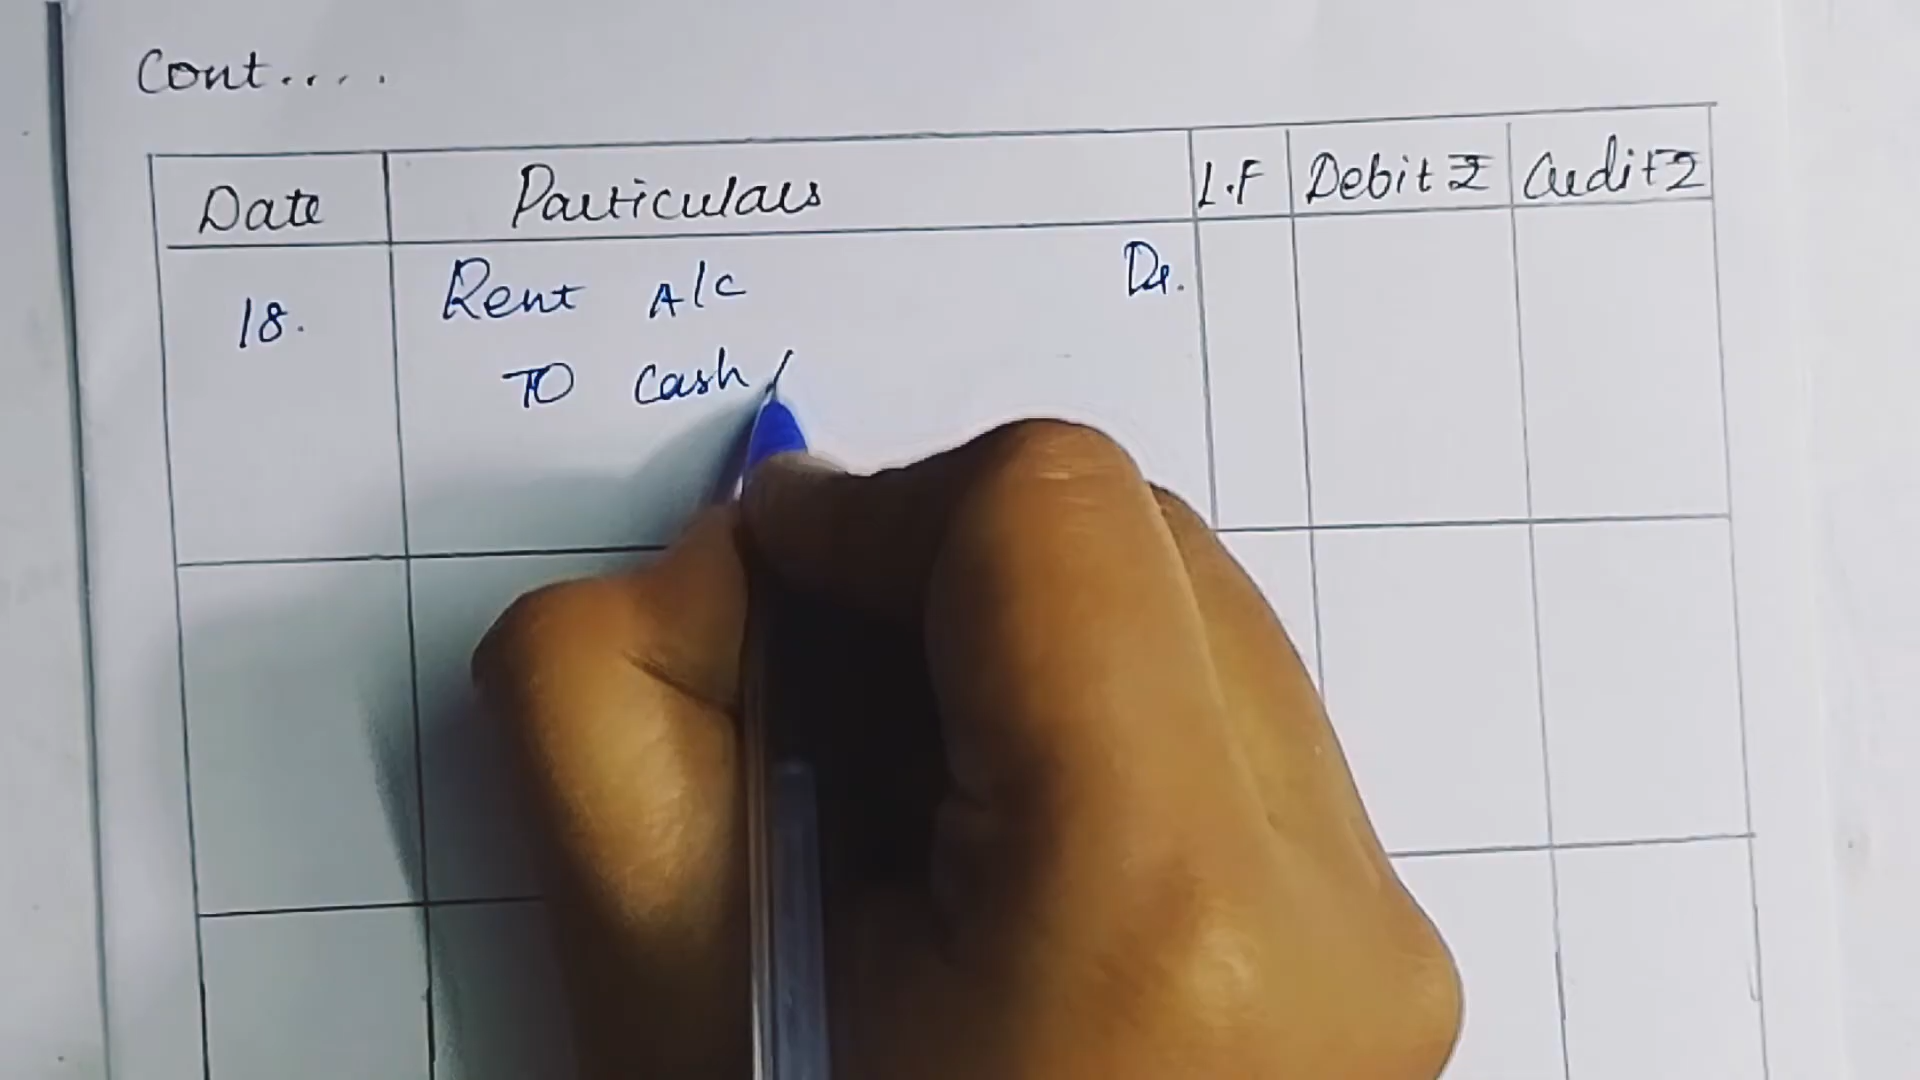 Cont....
Date Particulars L.F Debit ₹ Credit ₹
18. Rent A/C Dr.
TO Cash/